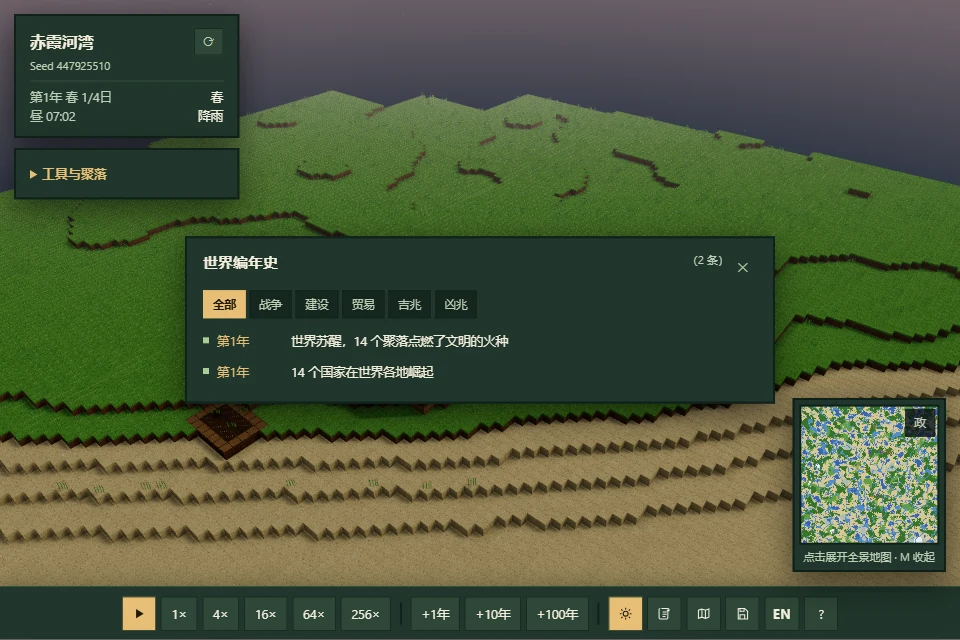 赤霞河湾
Seed 447925510
第1年 春 1/4日 春
昼 07:02 降雨
工具与聚落
世界编年史 (2 条)
全部 战争 建设 贸易 吉兆 凶兆
第1年 世界苏醒，14 个聚落点燃了文明的火种
第1年 14 个国家在世界各地崛起
政
点击展开全景地图 · M 收起
1× 4× 16× 64× 256× +1年 +10年 +100年 EN ?